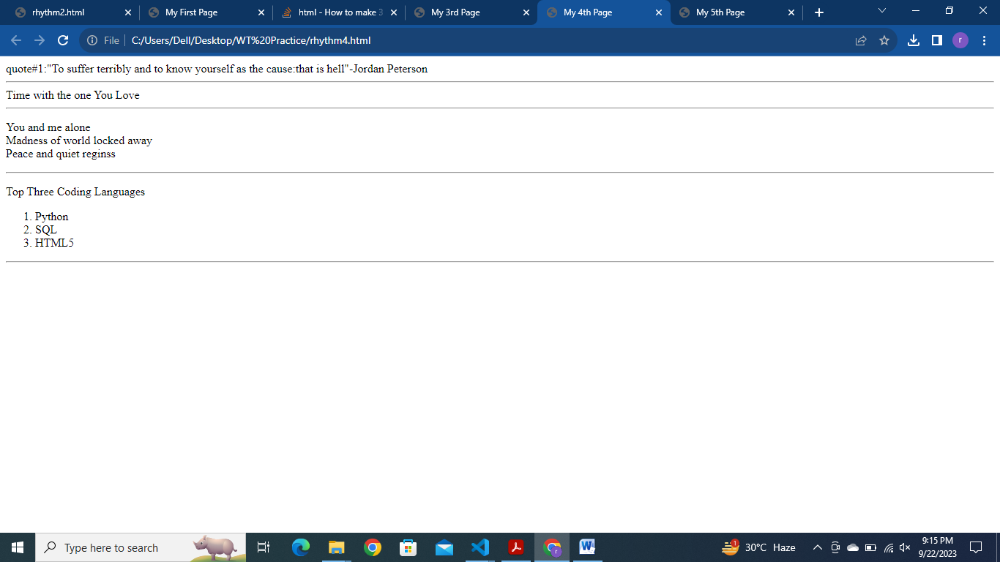 rhythm2.html
My First Page
html - How to make 3
My 3rd Page
My 4th Page
My 5th Page
File
C:/Users/Dell/Desktop/WT%20Practice/rhythm4.html
r
quote#1:"To suffer terribly and to know yourself as the cause:that is hell"-Jordan Peterson
Time with the one You Love
You and me alone
Madness of world locked away
Peace and quiet reginss
Top Three Coding Languages
1. Python
2. SQL
3. HTML5
Type here to search
r
W
1
30°C Haze
9:15 PM
9/22/2023